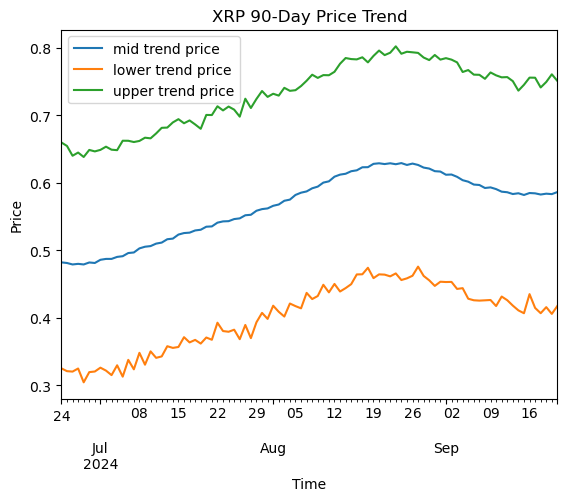 XRP 90-Day Price Trend
mid trend price
lower trend price
upper trend price
Price
0.8
0.7
0.6
0.5
0.4
0.3
24 08 15 22 29 05 12 19 26 02 09 16
Jul Aug Sep
2024
Time